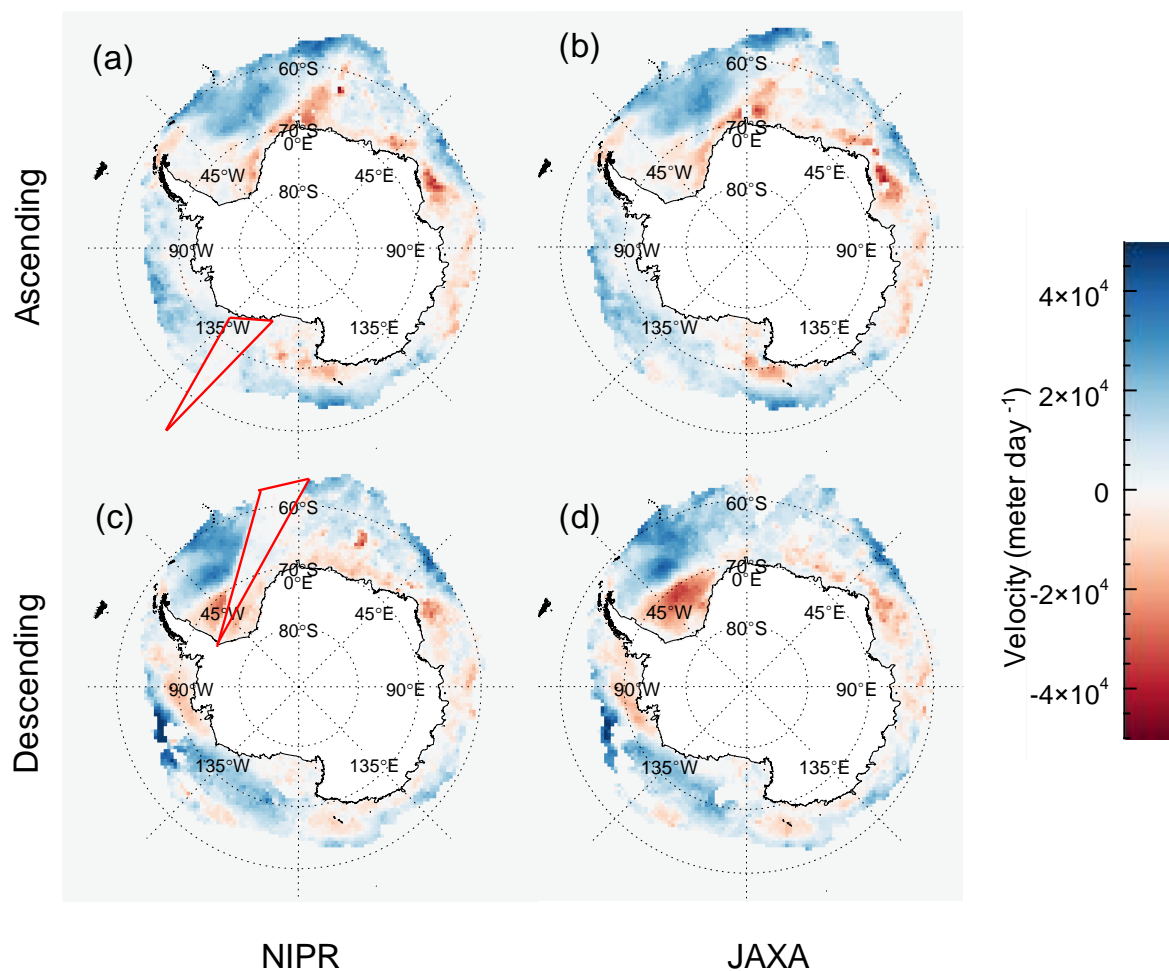 (a)
60°S
70°S
0°E
45°W
45°E
80°S
90°W
90°E
135°W
135°E
(b)
60°S
70°S
0°E
45°W
45°E
80°S
90°W
90°E
135°W
135°E
Ascending
(c)
60°S
70°S
0°E
45°W
45°E
80°S
90°W
90°E
135°W
135°E
(d)
60°S
70°S
0°E
45°W
45°E
80°S
90°W
90°E
135°W
135°E
Descending
NIPR
JAXA
Velocity (meter day -1)
4×10⁴
2×10⁴
0
-2×10⁴
-4×10⁴